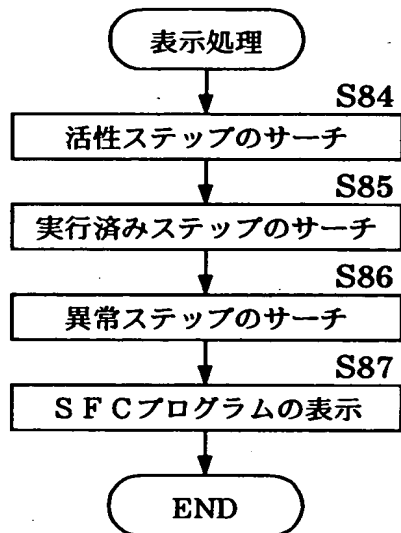 表示処理
S84
活性ステップのサーチ
S85
実行済みステップのサーチ
S86
異常ステップのサーチ
S87
ＳＦＣプログラムの表示
END